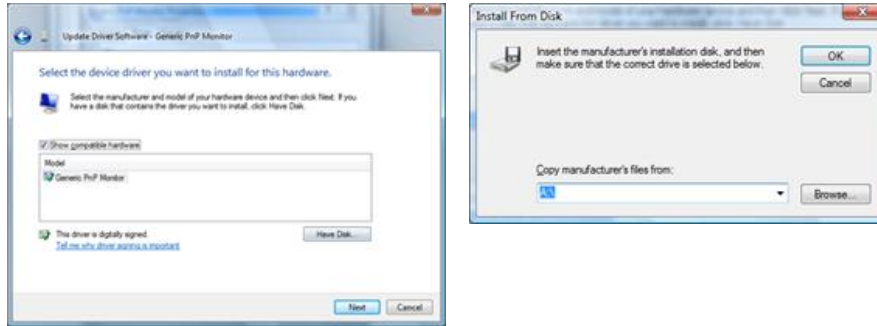 Update Driver Software - Generic PnP Monitor
Select the device driver you want to install for this hardware.
Select the manufacturer and model of your hardware device and then click Next. If you
have a disk that contains the driver you want to install, click Have Disk.
Show compatible hardware
Model
Generic PnP Monitor
This driver is digitally signed.
Tell me why driver signing is important
Have Disk...
Next
Cancel
Install From Disk
Insert the manufacturer's installation disk, and then
make sure that the correct drive is selected below.
OK
Cancel
Copy manufacturer's files from:
A:\
Browse...